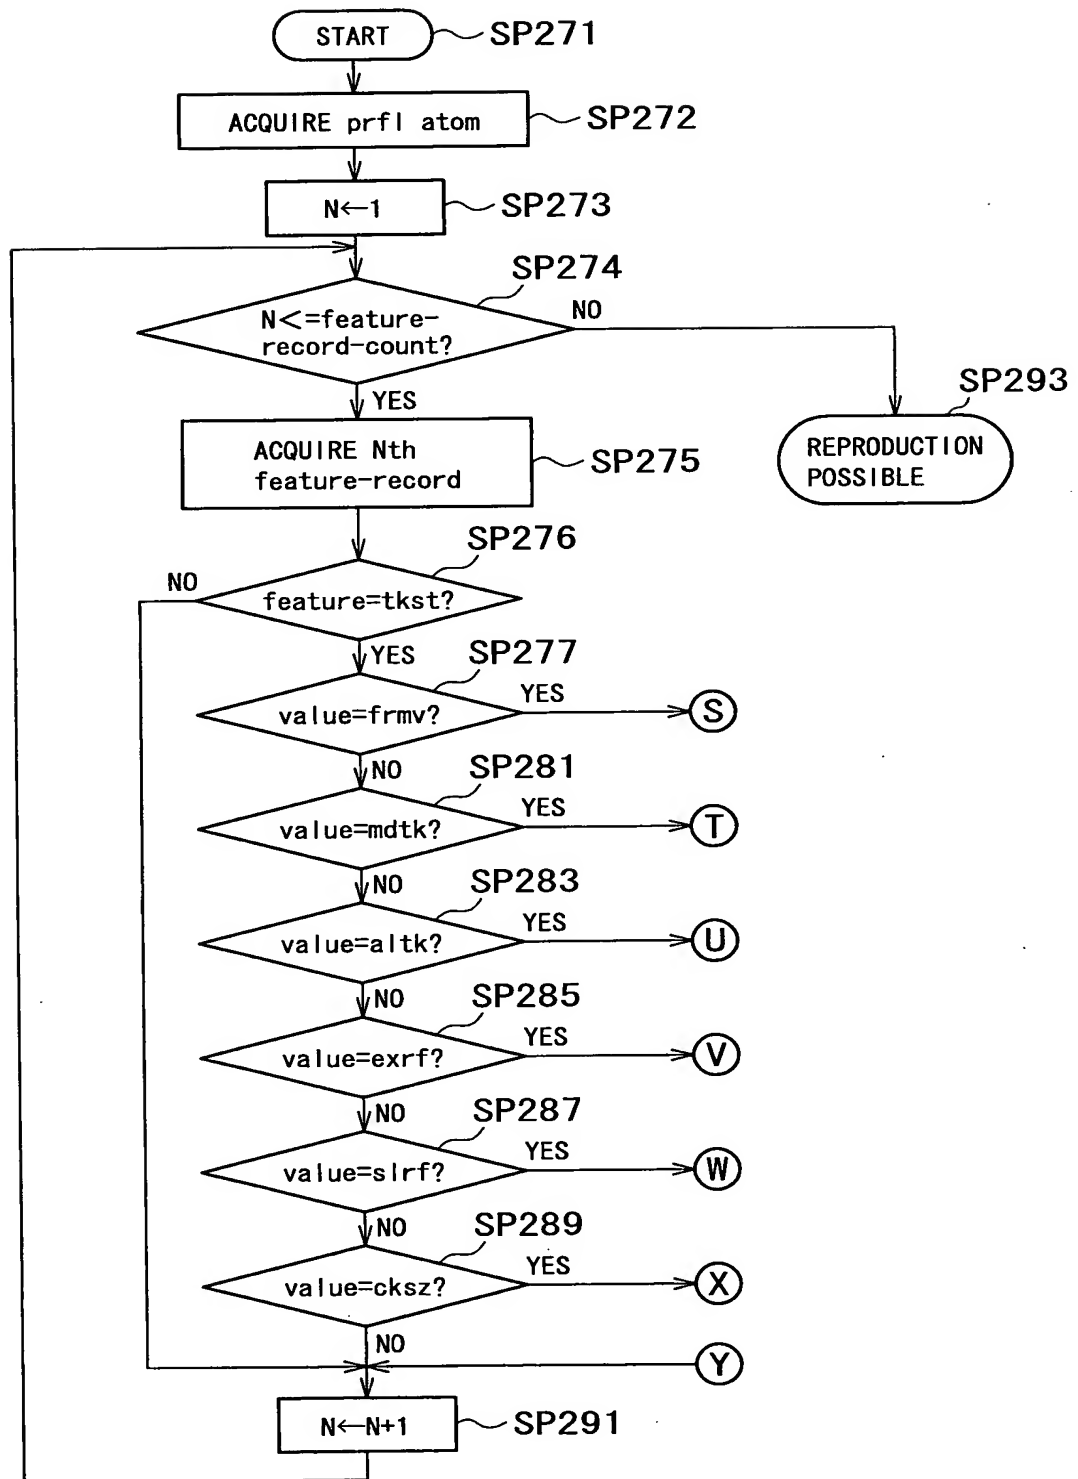 START
SP271
ACQUIRE prfl atom
SP272
N←1
SP273
SP274
N<=feature-
record-count?
NO
YES
SP293
REPRODUCTION
POSSIBLE
ACQUIRE Nth
feature-record
SP275
SP276
NO
feature=tkst?
YES
SP277
value=frmv?
YES
S
NO
SP281
value=mdtk?
YES
T
NO
SP283
value=altk?
YES
U
NO
SP285
value=exrf?
YES
V
NO
SP287
value=slrf?
YES
W
NO
SP289
value=cksz?
YES
X
NO
Y
N←N+1
SP291